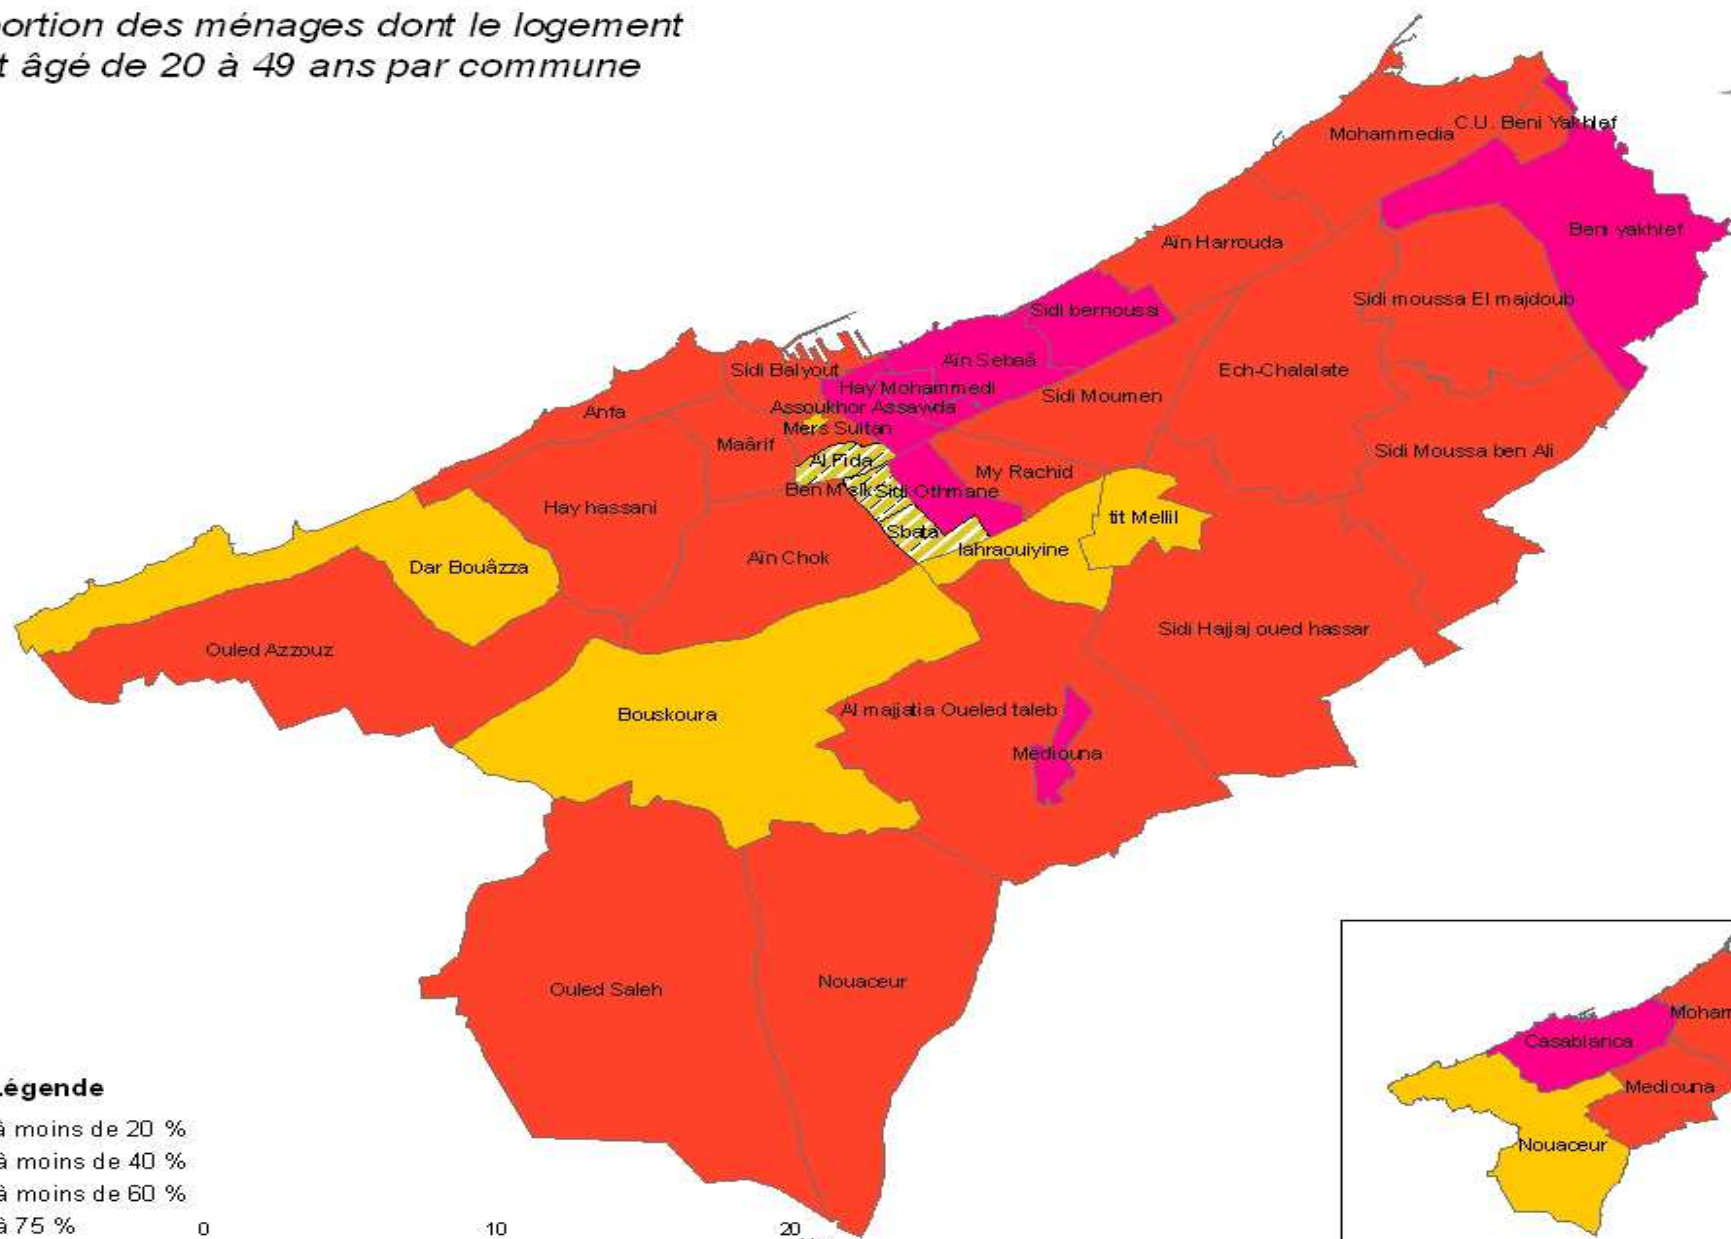 ortion des ménages dont le logement
t âgé de 20 à 49 ans par commune
Mohammedia
C.U. Beni Yakhlef
Beni yakhlef
Aïn Harrouda
Sidi moussa El majdoub
Sidi bernoussi
Aïn Sebaâ
Ech-Chalalate
Sidi Balyout
Hay Mohammedi
Sidi Moumen
Anfa
Assoukhor Assawda
Mers Sultan
Maârif
Sidi Moussa ben Ali
Al Fida
My Rachid
Ben M'sik
Sidi Othmane
Hay hassani
tit Mellil
Sbata
lahraouiyine
Aïn Chok
Dar Bouâzza
Sidi Hajjaj oued hassar
Ouled Azzouz
Bouskoura
Al majjatia Oueled taleb
Mediouna
Ouled Saleh
Nouaceur
Moham
Casablanca
Mediouna
Nouaceur
Légende
à moins de 20 %
à moins de 40 %
à moins de 60 %
à 75 %
0 10 20